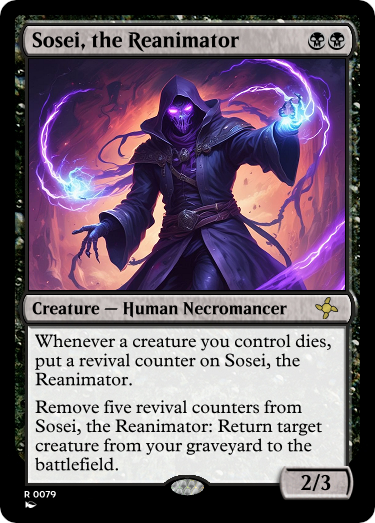 Sosei, the Reanimator
Creature — Human Necromancer
Whenever a creature you control dies,
put a revival counter on Sosei, the
Reanimator.
Remove five revival counters from
Sosei, the Reanimator: Return target
creature from your graveyard to the
battlefield.
2/3
R 0079